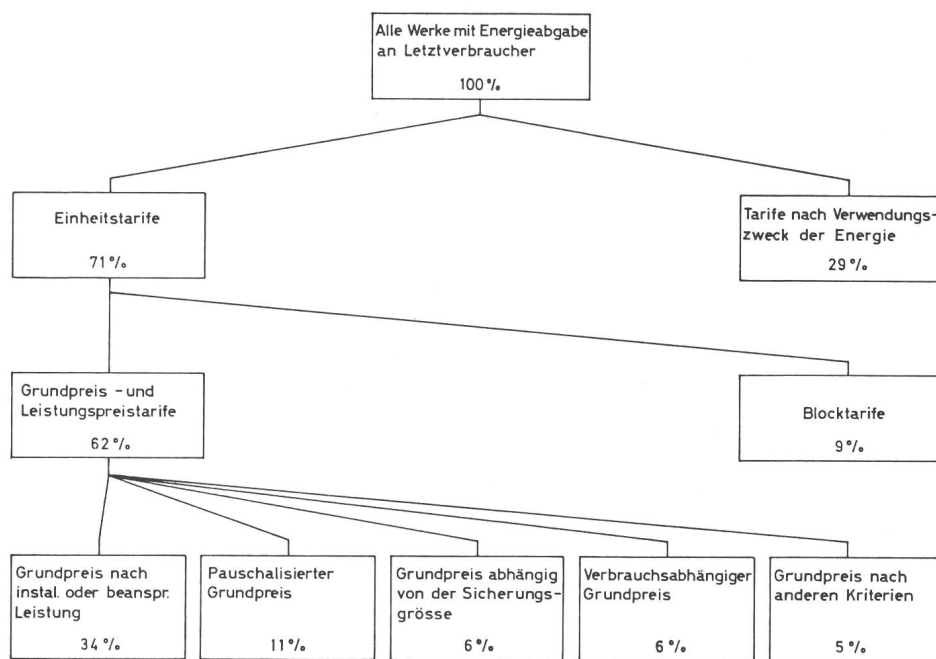 Alle Werke mit Energieabgabe
an Letztverbraucher
100%
Einheitstarife
71%
Tarife nach Verwendungs-
zweck der Energie
29%
Grundpreis - und
Leistungspreistarife
62%
Blocktarife
9%
Grundpreis nach
instal. oder beanspr.
Leistung
34%
Pauschalisierter
Grundpreis
11%
Grundpreis abhängig
von der Sicherungs-
grösse
6%
Verbrauchsabhängiger
Grundpreis
6%
Grundpreis nach
anderen Kriterien
5%